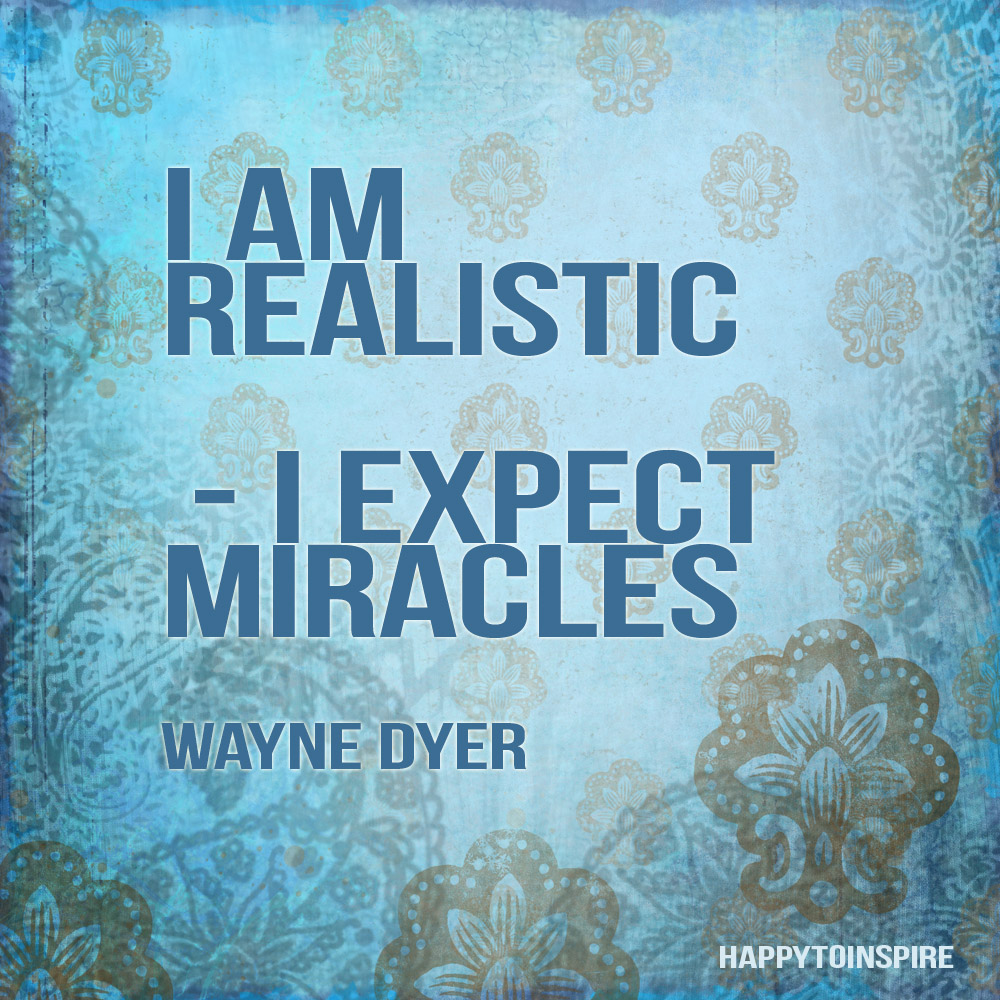 I AM
REALISTIC
- I EXPECT
MIRACLES
WAYNE DYER
HAPPYTOINSPIRE